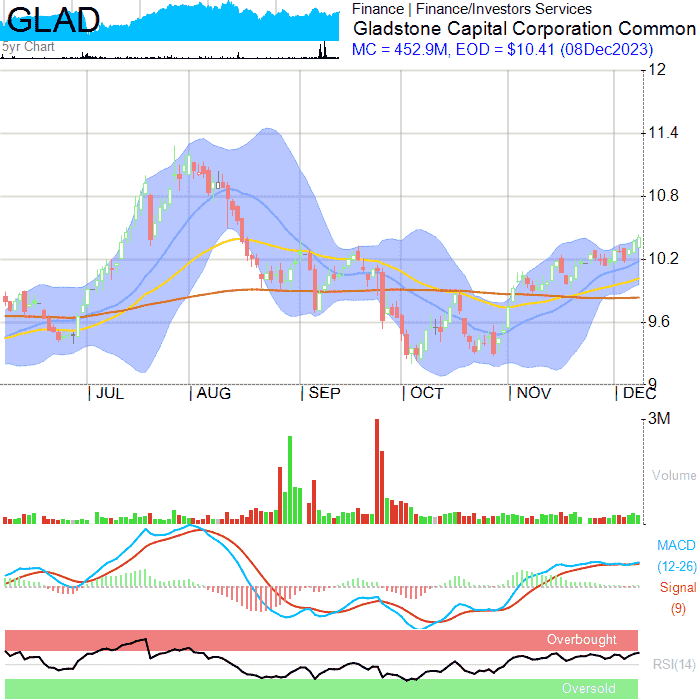 GLAD
5yr Chart
Finance | Finance/Investors Services
Gladstone Capital Corporation Common
MC = 452.9M, EOD = $10.41 (08Dec2023)
12
11.4
10.8
10.2
9.6
9
| JUL | AUG | SEP | OCT | NOV | DEC
3M
Volume
MACD
(12-26)
Signal
(9)
Overbought
RSI(14)
Oversold